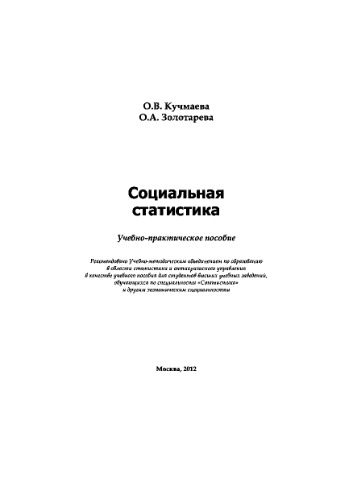 О.В. Кучмаева
О.А. Золотарева
Социальная
статистика
Учебно-практическое пособие
Рекомендовано Учебно-методическим объединением по образованию
в области статистики и антикризисного управления
в качестве учебного пособия для студентов высших учебных заведений,
обучающихся по специальности «Статистика»
и другим экономическим специальностям
Москва, 2012